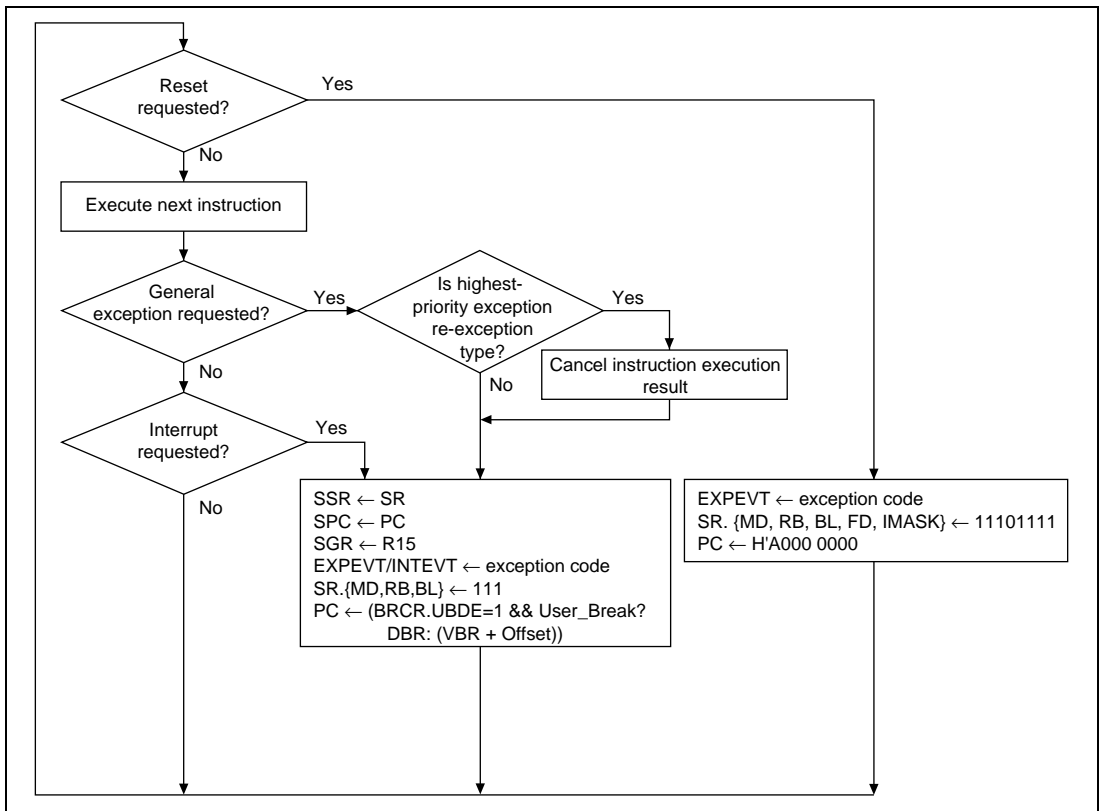 Reset
requested?
Yes
No
Execute next instruction
General
exception requested?
Yes
Is highest-
priority exception
re-exception
type?
Yes
Cancel instruction execution
result
No
No
Interrupt
requested?
Yes
No
SSR ← SR
SPC ← PC
SGR ← R15
EXPEVT/INTEVT ← exception code
SR.{MD,RB,BL} ← 111
PC ← (BRCR.UBDE=1 && User_Break?
DBR: (VBR + Offset))
EXPEVT ← exception code
SR. {MD, RB, BL, FD, IMASK} ← 11101111
PC ← H'A000 0000